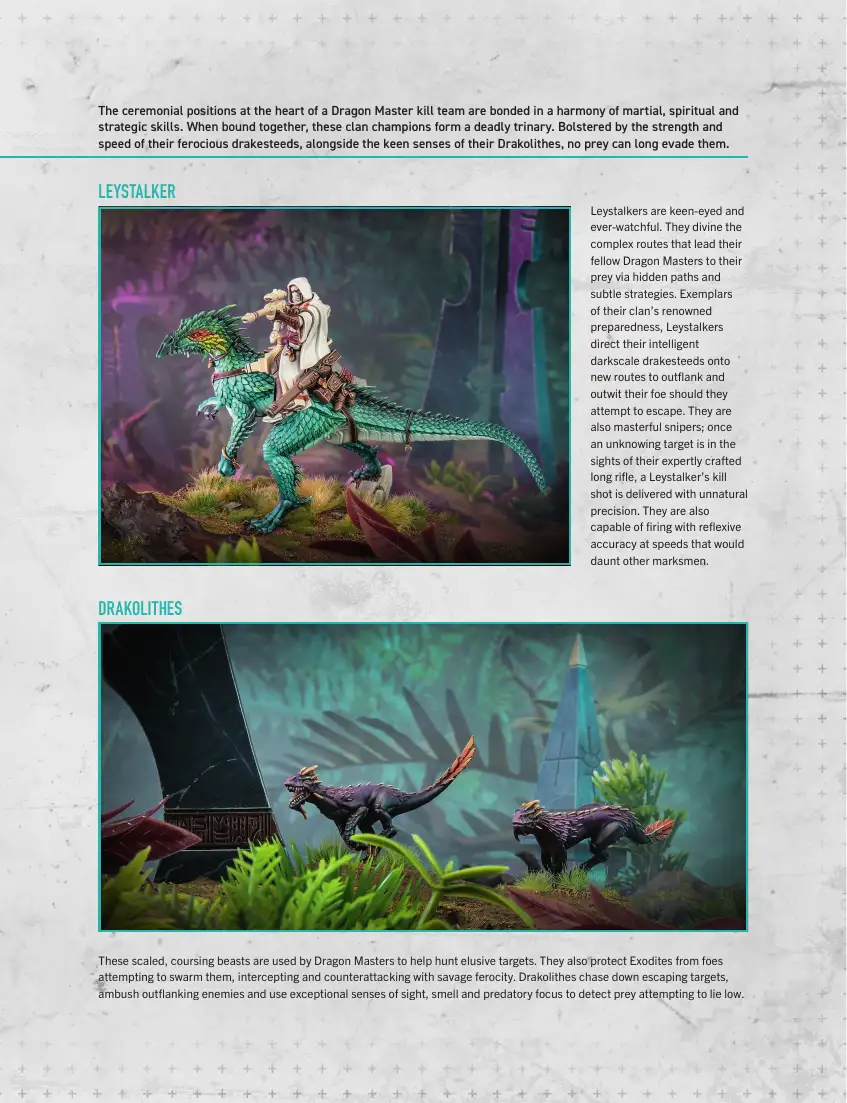 The ceremonial positions at the heart of a Dragon Master kill team are bonded in a harmony of martial, spiritual and
strategic skills. When bound together, these clan champions form a deadly trinary. Bolstered by the strength and
speed of their ferocious drakesteeds, alongside the keen senses of their Drakolithes, no prey can long evade them.
LEYSTALKER
Leystalkers are keen-eyed and
ever-watchful. They divine the
complex routes that lead their
fellow Dragon Masters to their
prey via hidden paths and
subtle strategies. Exemplars
of their clan's renowned
preparedness, Leystalkers
direct their intelligent
darkscale drakesteeds onto
new routes to outflank and
outwit their foe should they
attempt to escape. They are
also masterful snipers; once
an unknowing target is in the
sights of their expertly crafted
long rifle, a Leystalker's kill
shot is delivered with unnatural
precision. They are also
capable of firing with reflexive
accuracy at speeds that would
daunt other marksmen.
DRAKOLITHES
These scaled, coursing beasts are used by Dragon Masters to help hunt elusive targets. They also protect Exodites from foes
attempting to swarm them, intercepting and counterattacking with savage ferocity. Drakolithes chase down escaping targets,
ambush outflanking enemies and use exceptional senses of sight, smell and predatory focus to detect prey attempting to lie low.